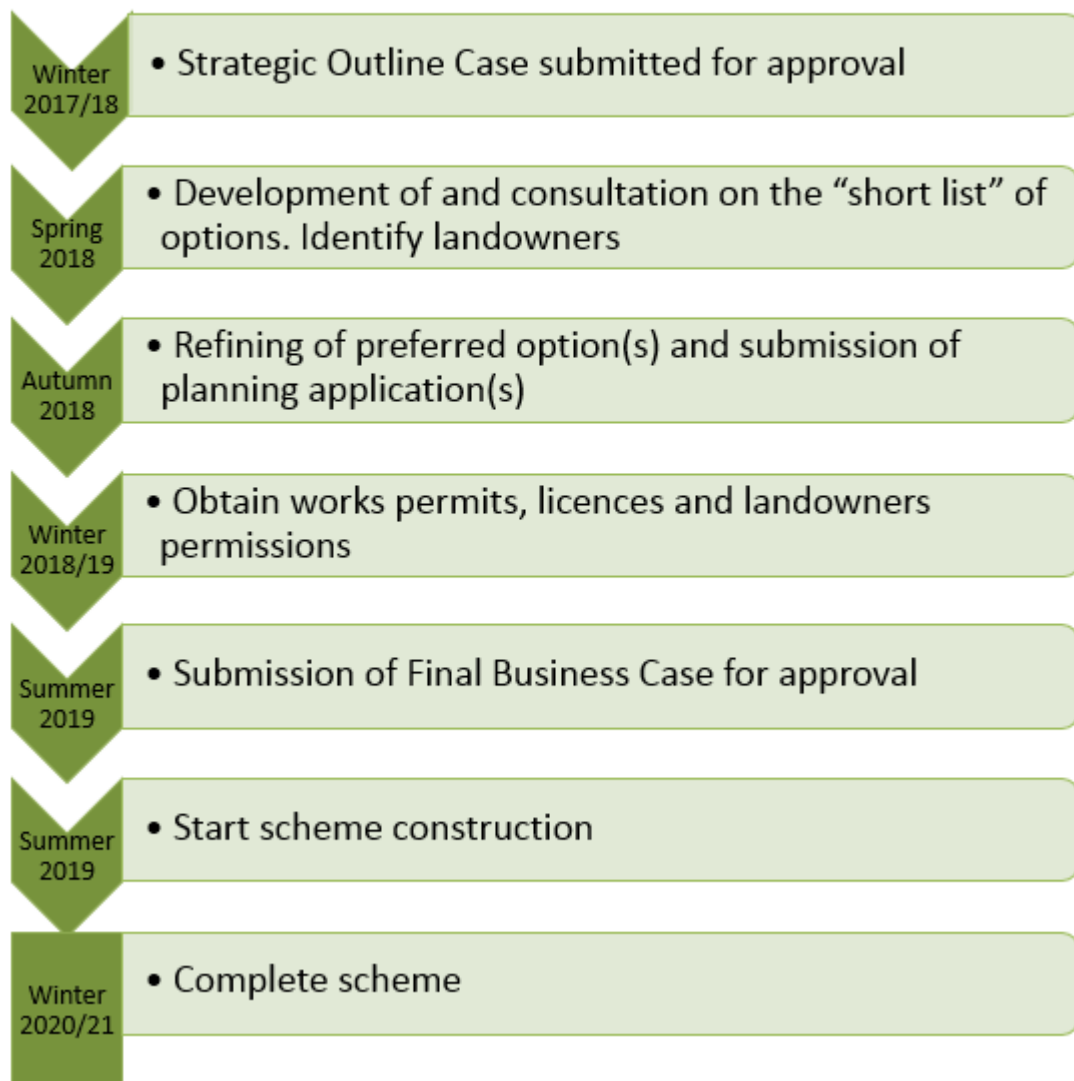 Winter
2017/18
• Strategic Outline Case submitted for approval
Spring
2018
• Development of and consultation on the “short list” of
options. Identify landowners
Autumn
2018
• Refining of preferred option(s) and submission of
planning application(s)
Winter
2018/19
• Obtain works permits, licences and landowners
permissions
Summer
2019
• Submission of Final Business Case for approval
Summer
2019
• Start scheme construction
Winter
2020/21
• Complete scheme